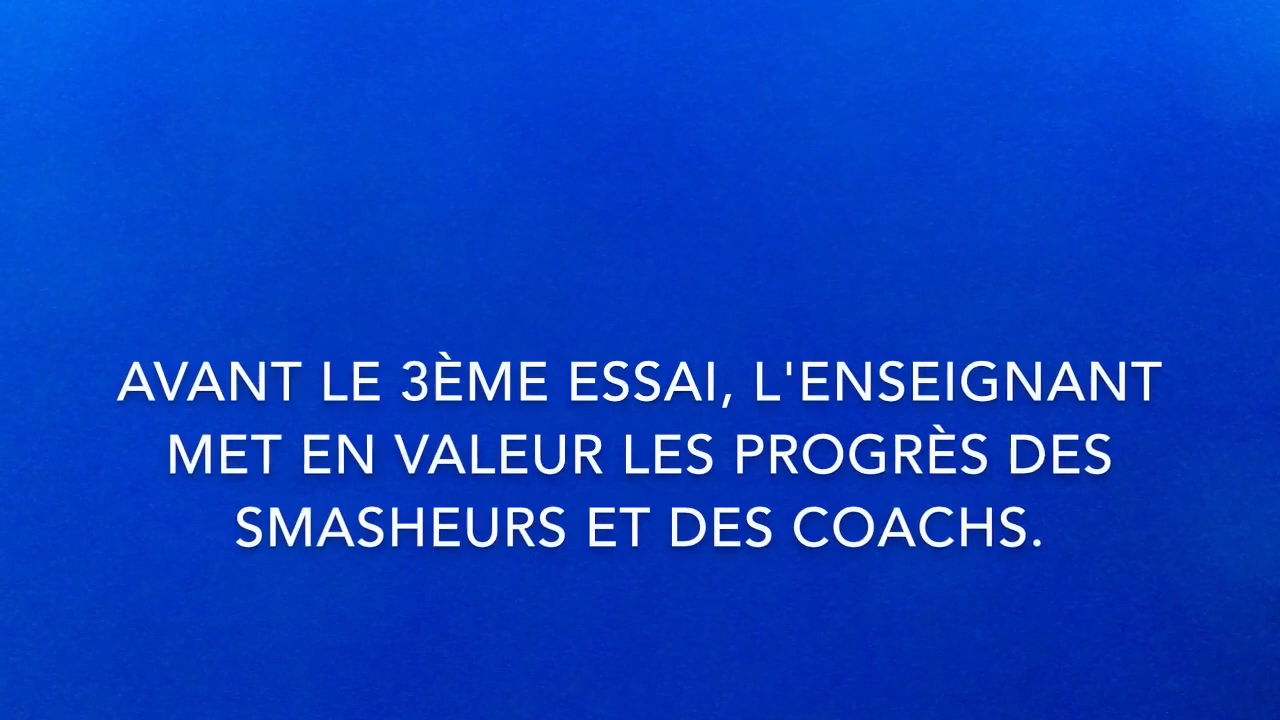 AVANT LE 3ÈME ESSAI, L'ENSEIGNANT
MET EN VALEUR LES PROGRÈS DES
SMASHEURS ET DES COACHS.